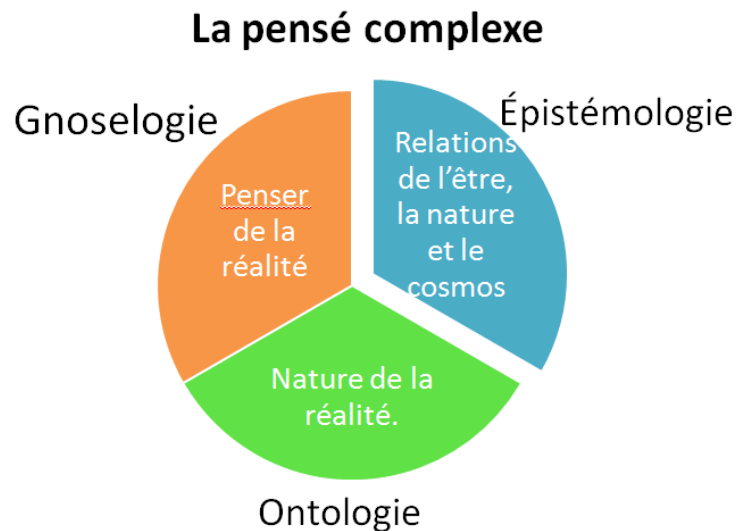 La pensé complexe
Gnoselogie
Épistémologie
Relations
de l’être,
la nature
et le
cosmos
Penser
de la
réalité
Nature de la
réalité.
Ontologie